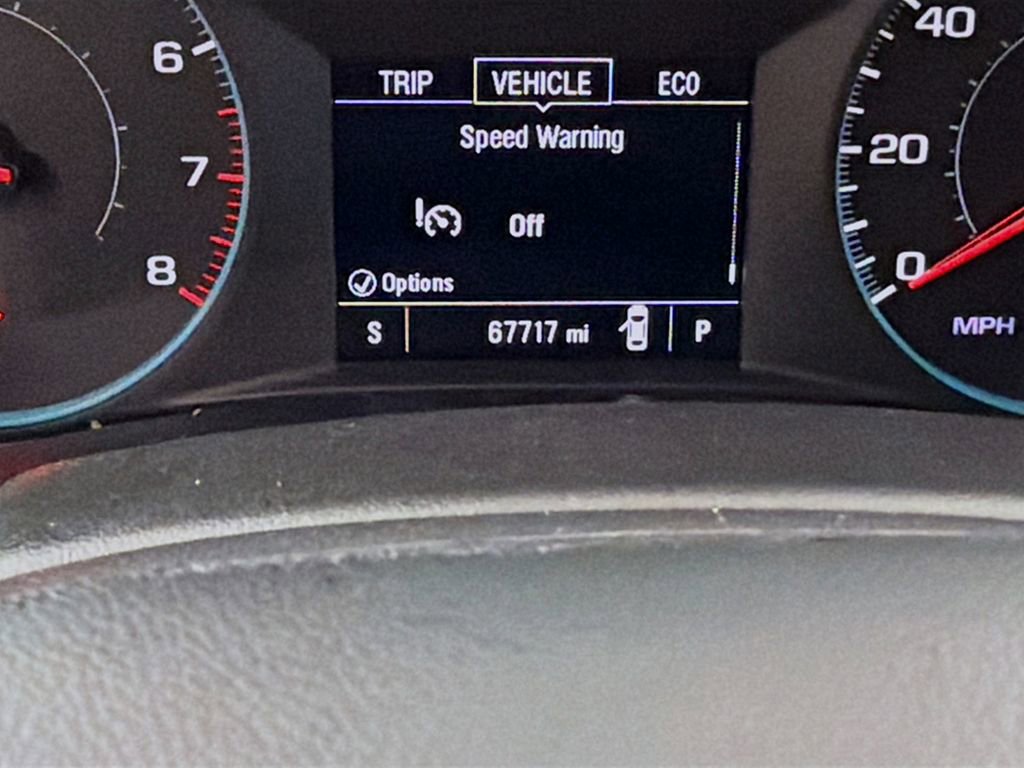 6
7
8
TRIP VEHICLE ECO
Speed Warning
Off
Options
S 67717 mi P
40
20
0
MPH